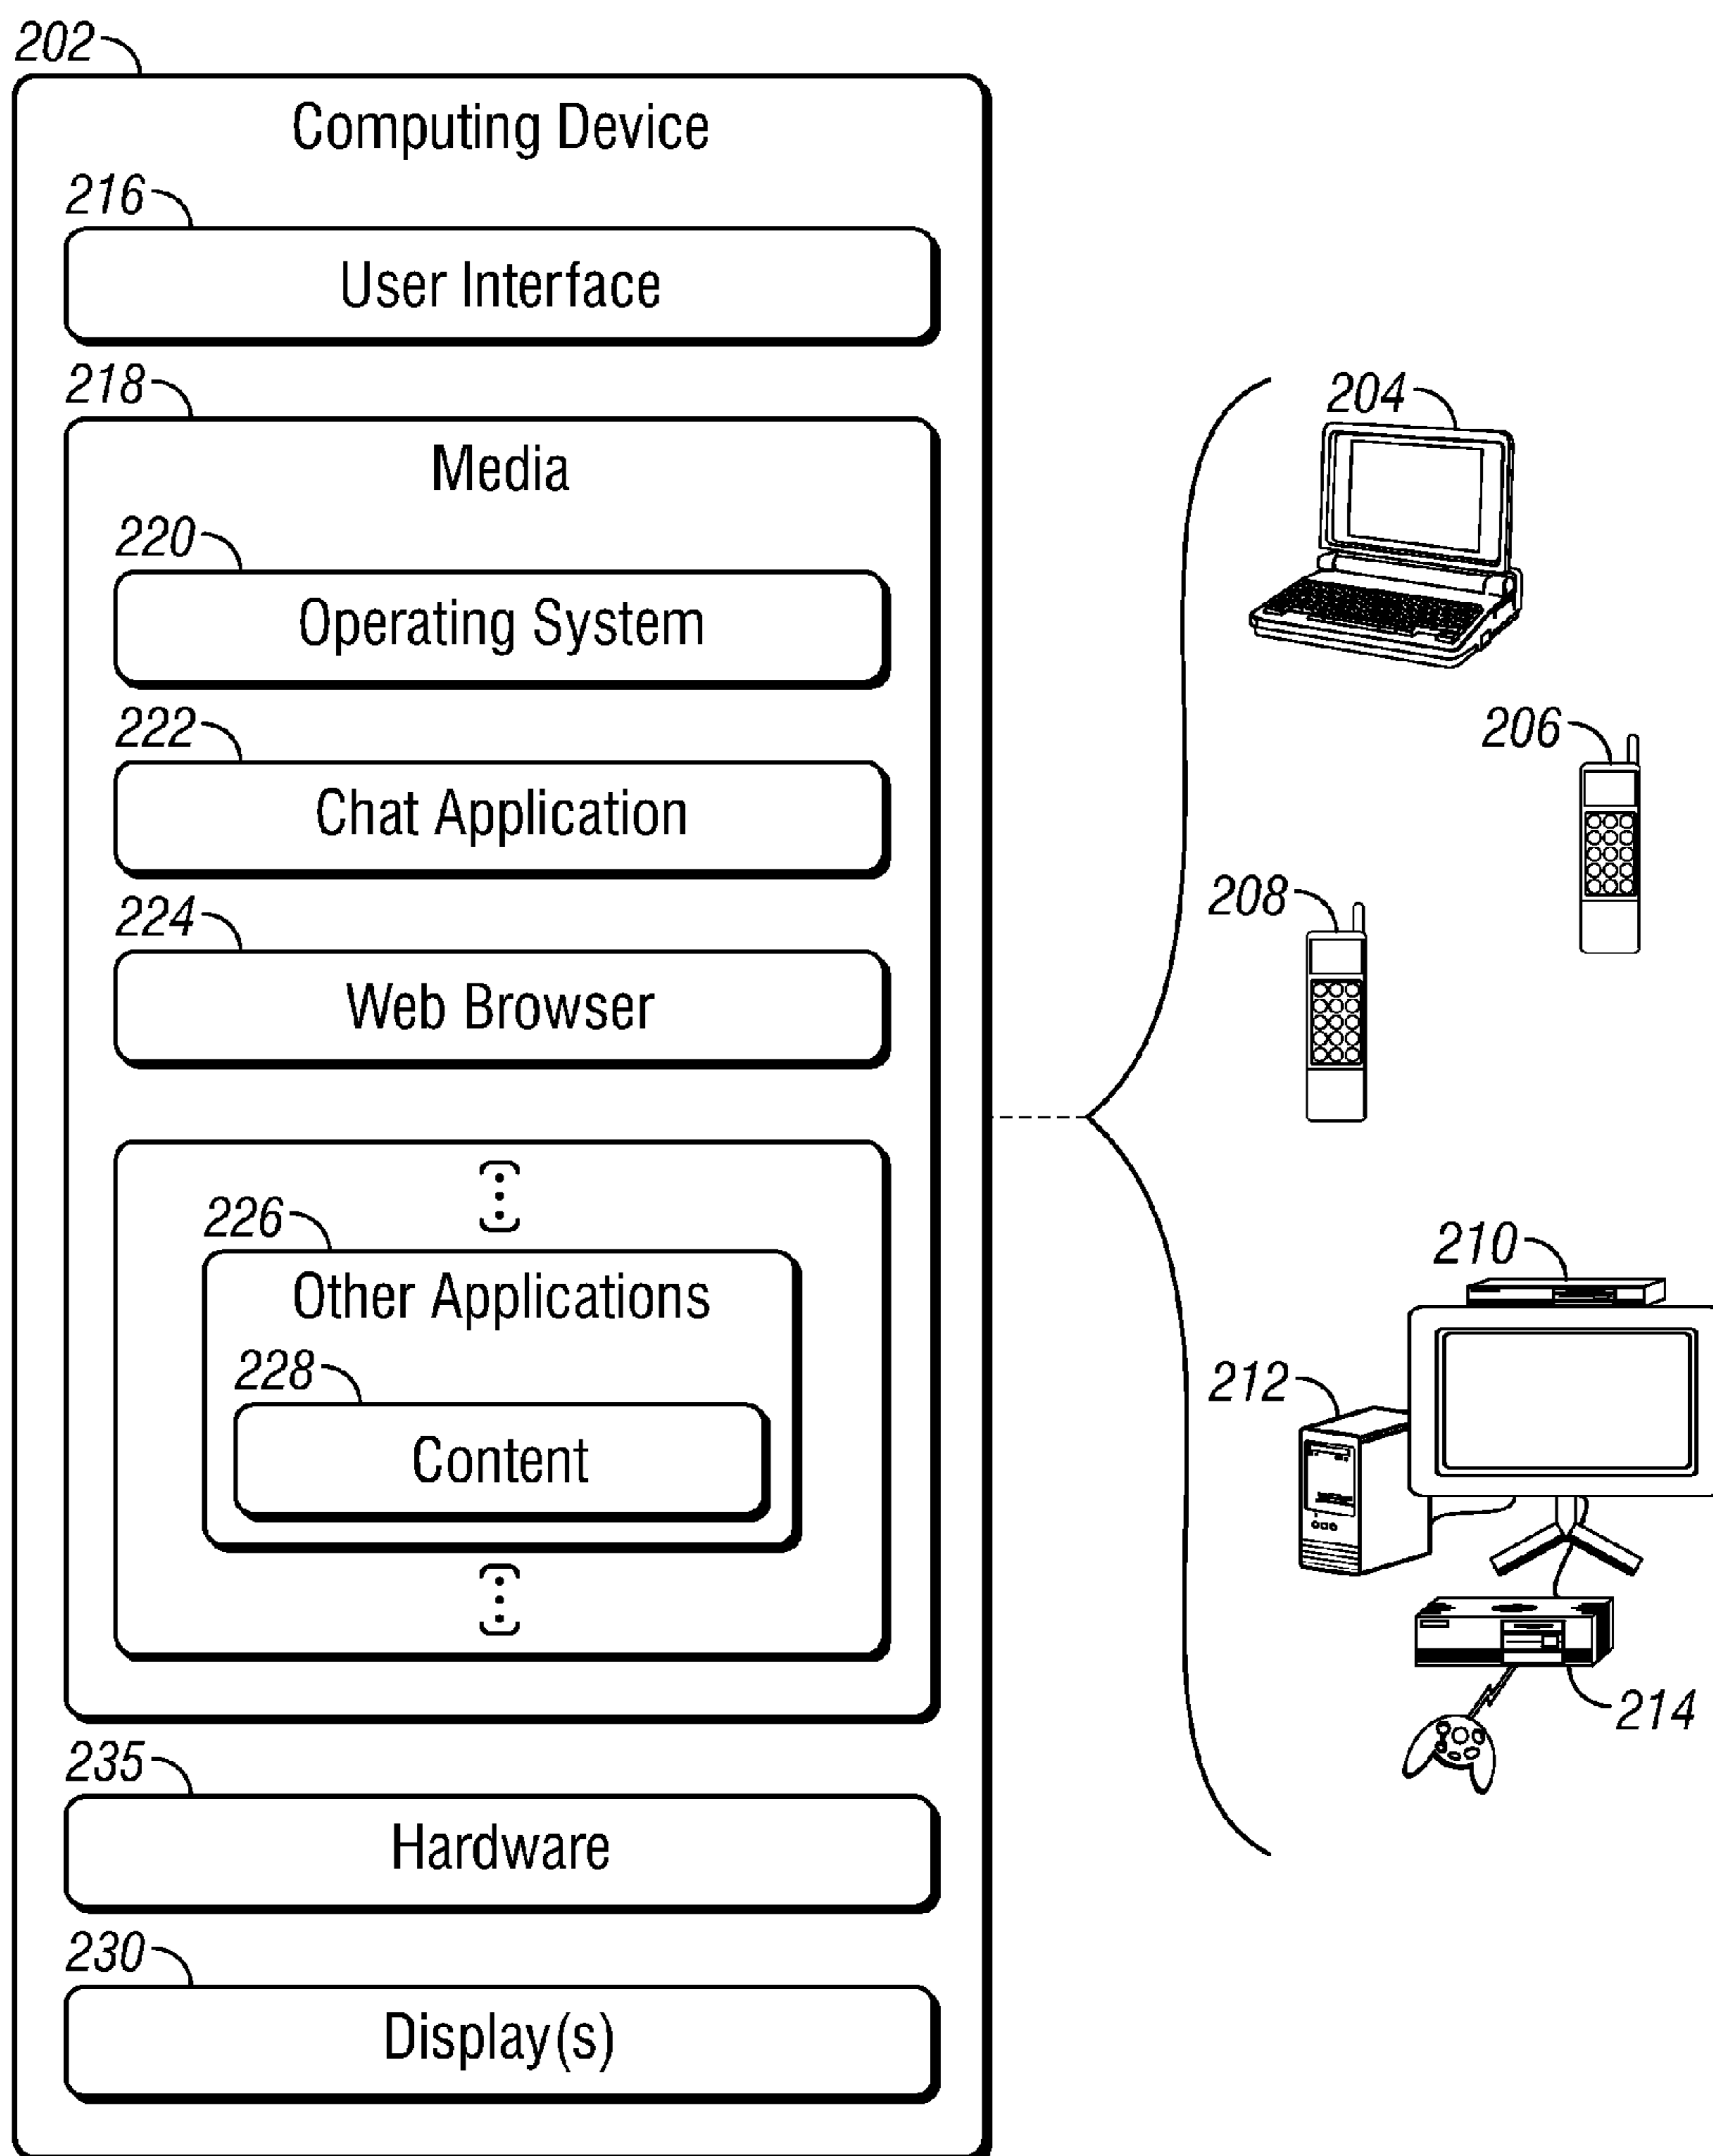 202
Computing Device
216
User Interface
218
Media
220
Operating System
222
Chat Application
224
Web Browser
226
Other Applications
228
Content
235
Hardware
230
Display(s)
204
206
208
210
212
214